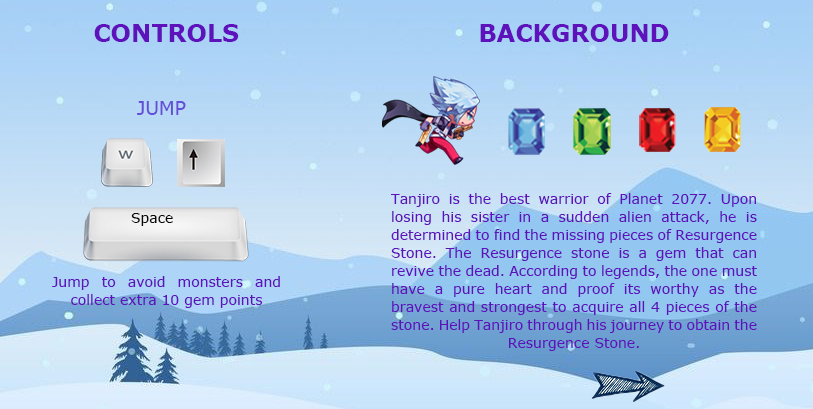 CONTROLS
JUMP
W
Space
Jump to avoid monsters and
collect extra 10 gem points
BACKGROUND
Tanjiro is the best warrior of Planet 2077. Upon
losing his sister in a sudden alien attack, he is
determined to find the missing pieces of Resurgence
Stone. The Resurgence stone is a gem that can
revive the dead. According to legends, the one must
have a pure heart and proof its worthy as the
bravest and strongest to acquire all 4 pieces of the
stone. Help Tanjiro through his journey to obtain the
Resurgence Stone.